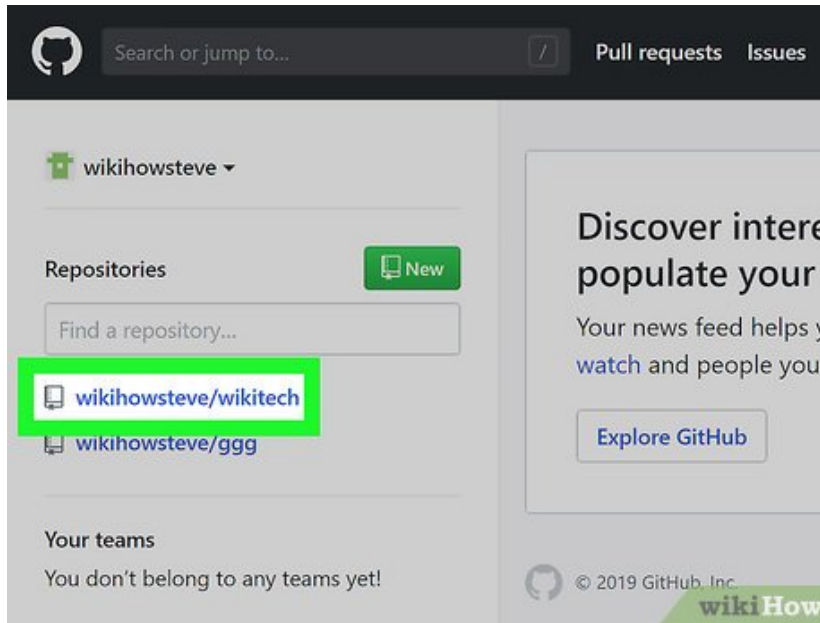 Search or jump to...
/
Pull requests
Issues
wikihowsteve
Repositories
New
Find a repository...
wikihowsteve/wikitech
wikihowsteve/ggg
Your teams
You don't belong to any teams yet!
Discover
populate your
Your news feed helps
watch and people you
Explore GitHub
© 2019 GitHub, Inc.
wikiHow